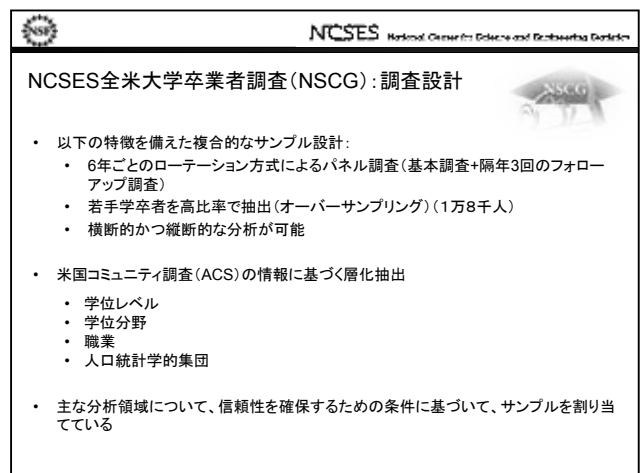 NSF
NCSES National Center for Science and Engineering Statistics
NCSES全米大学卒業者調査(NSCG):調査設計
NSCG
• 以下の特徴を備えた複合的なサンプル設計:
• 6年ごとのローテーション方式によるパネル調査(基本調査+隔年3回のフォロー
アップ調査)
• 若手学卒者を高比率で抽出(オーバーサンプリング)(1万8千人)
• 横断的かつ縦断的な分析が可能
• 米国コミュニティ調査(ACS)の情報に基づく層化抽出
• 学位レベル
• 学位分野
• 職業
• 人口統計学的集団
• 主な分析領域について、信頼性を確保するための条件に基づいて、サンプルを割り当
てている